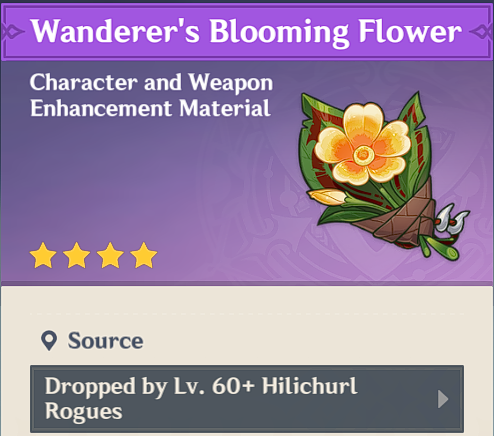 Wanderer's Blooming Flower
Character and Weapon
Enhancement Material
Source
Dropped by Lv. 60+ Hilichurl
Rogues